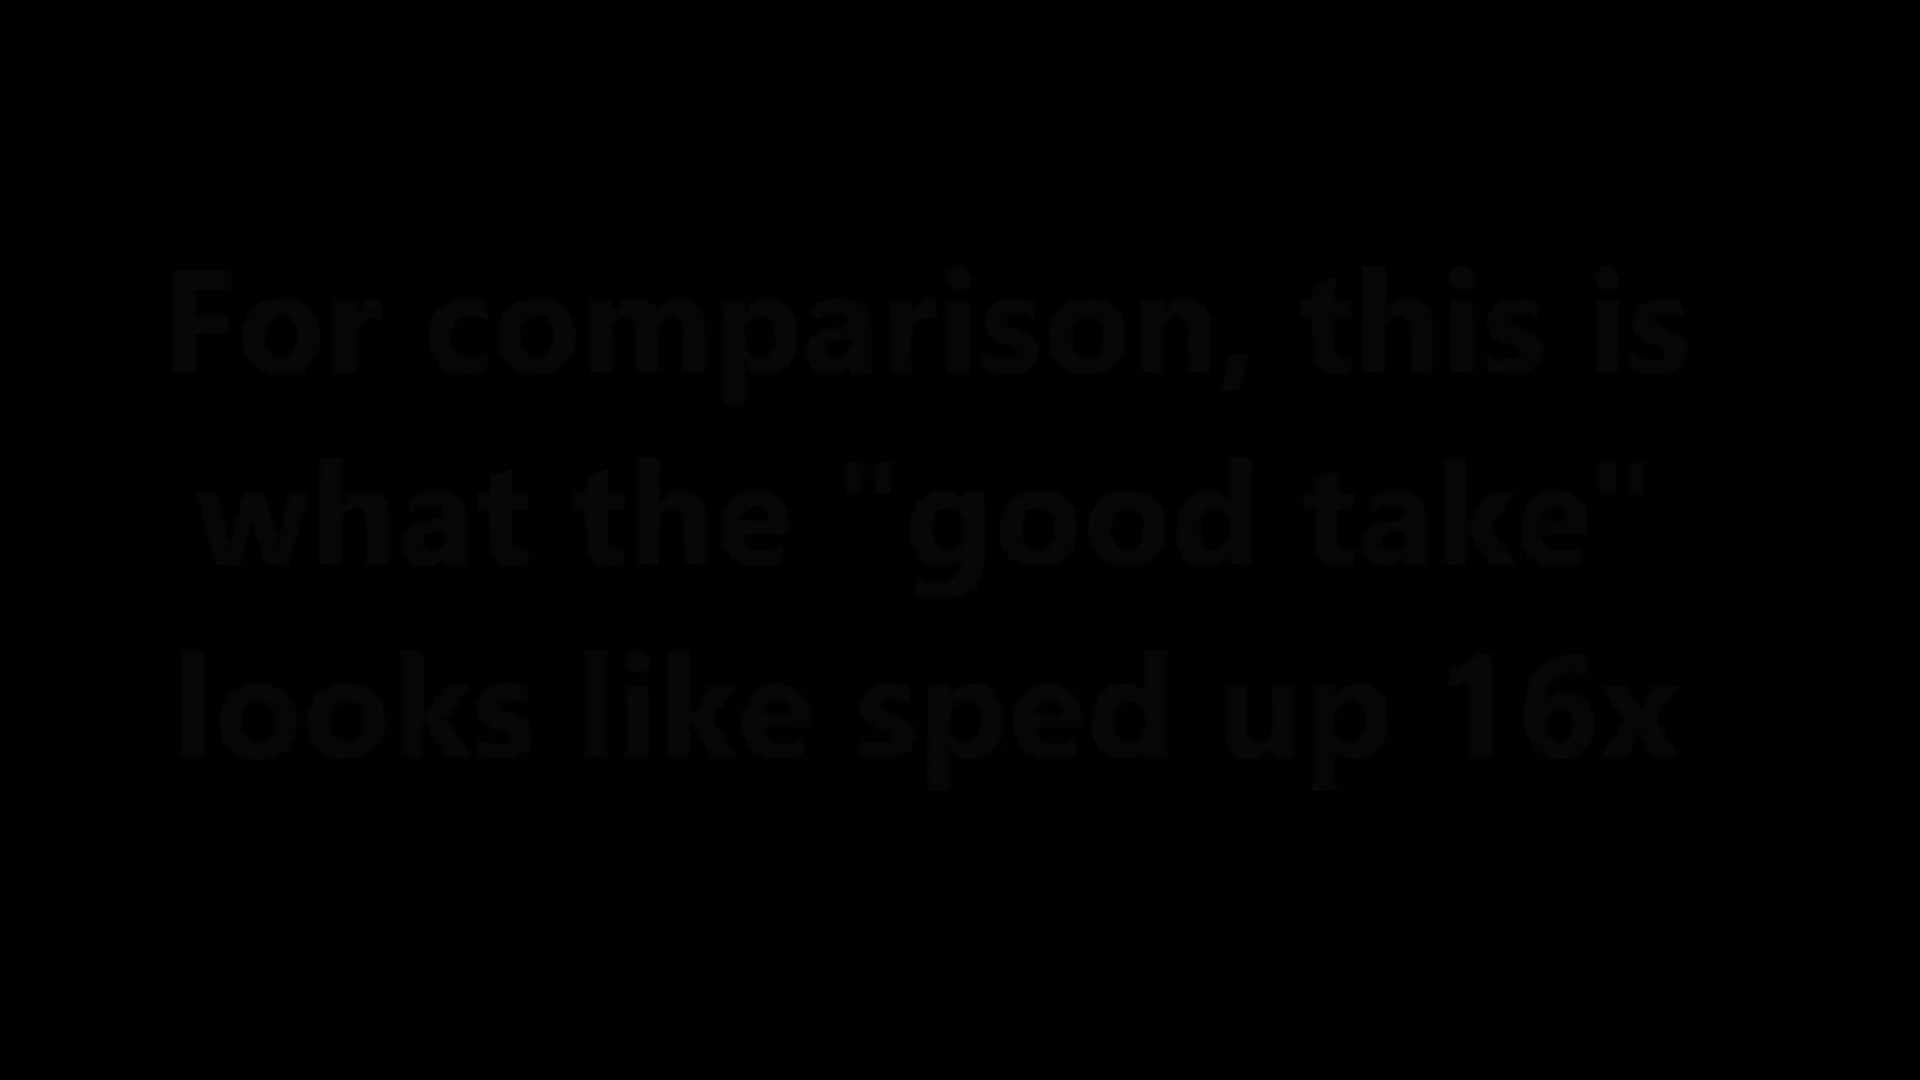 For comparison, this is
what the "good take"
looks like sped up 16x